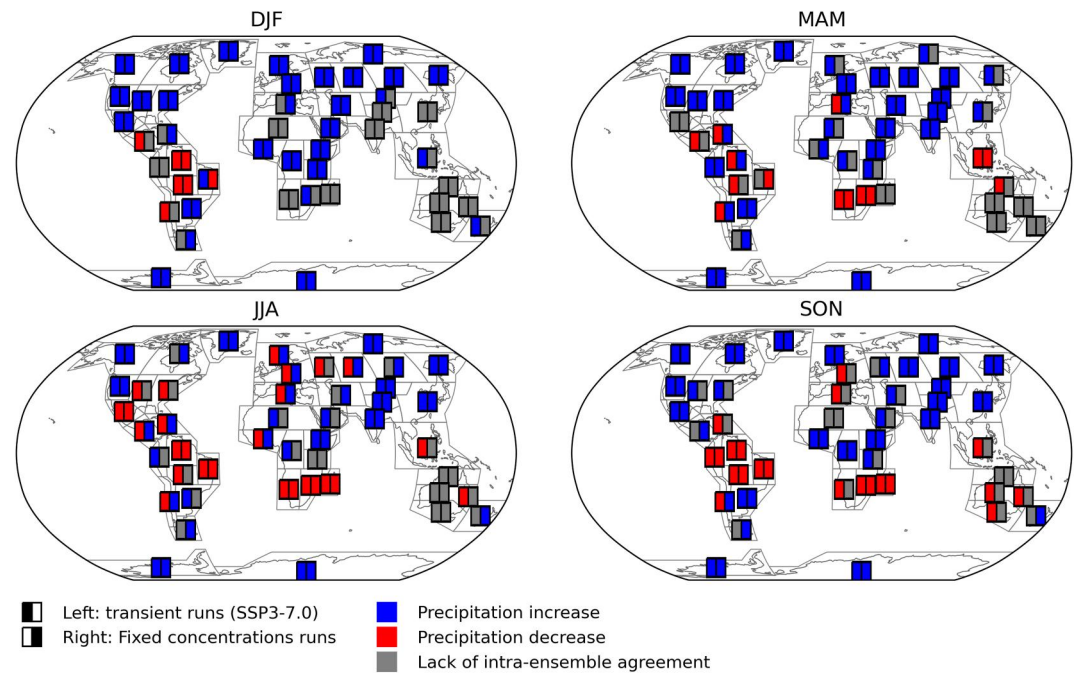 DJF
MAM
JJA
SON
Left: transient runs (SSP3-7.0)
Right: Fixed concentrations runs
Precipitation increase
Precipitation decrease
Lack of intra-ensemble agreement